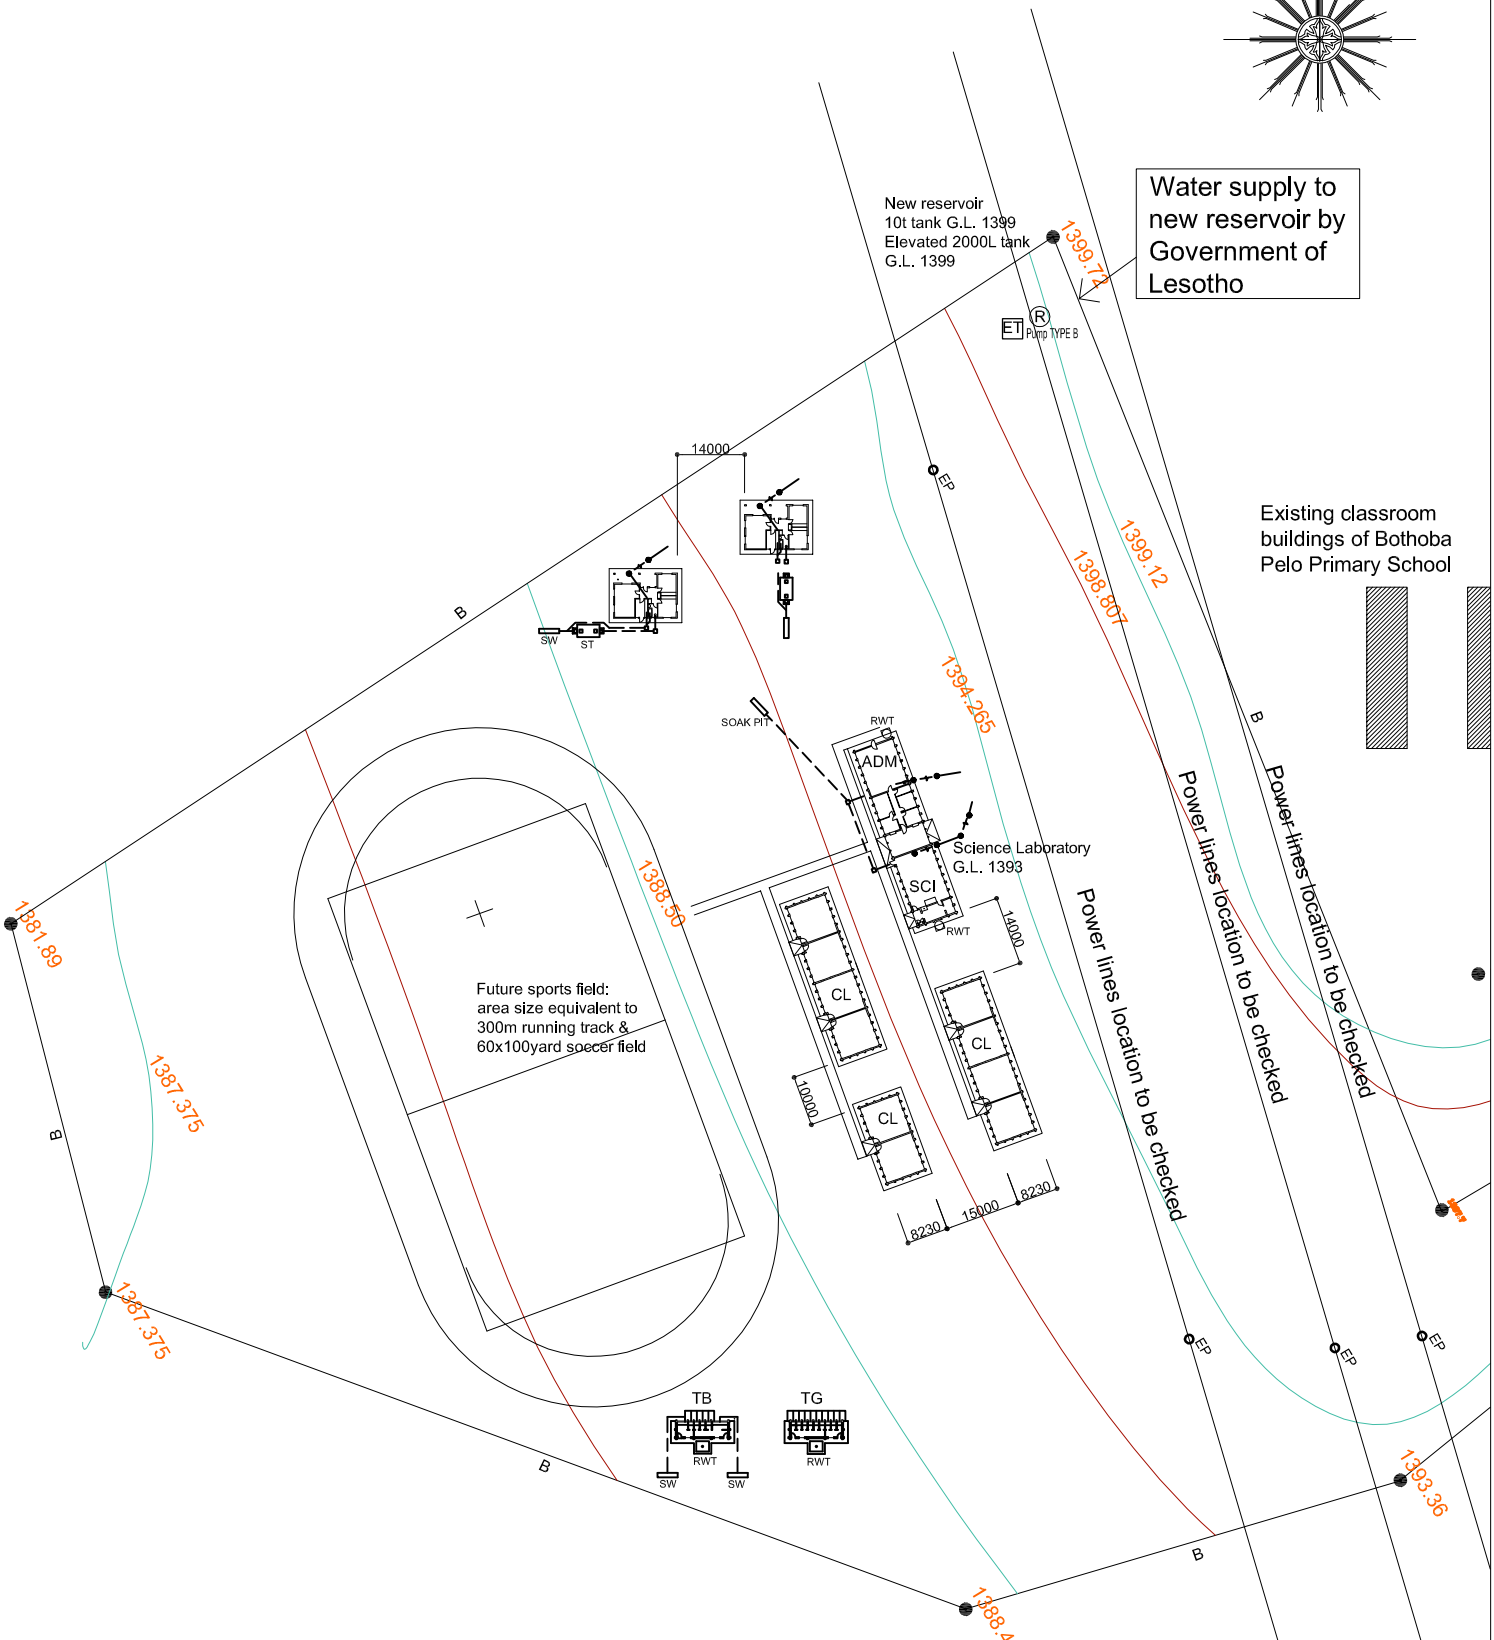 New reservoir
10t tank G.L. 1399
Elevated 2000L tank
G.L. 1399
Water supply to
new reservoir by
Government of
Lesotho
1399.72
ET
R
Pump TYPE B
14000
EP
Existing classroom
buildings of Bothoba
Pelo Primary School
1399.12
1398.807
B
SW
ST
1394.265
SOAK PIT
RWT
B
ADM
Power lines location to be checked
Power lines location to be checked
Power lines location to be checked
Science Laboratory
G.L. 1393
SCI
1388.50
1381.89
14000
RWT
Future sports field:
area size equivalent to
300m running track &
60x100yard soccer field
CL
CL
1387.375
10000
CL
B
8230
15000
8230
1387.375
EP
EP
EP
TB
TG
RWT
RWT
SW
SW
B
1393.36
B
1388.4